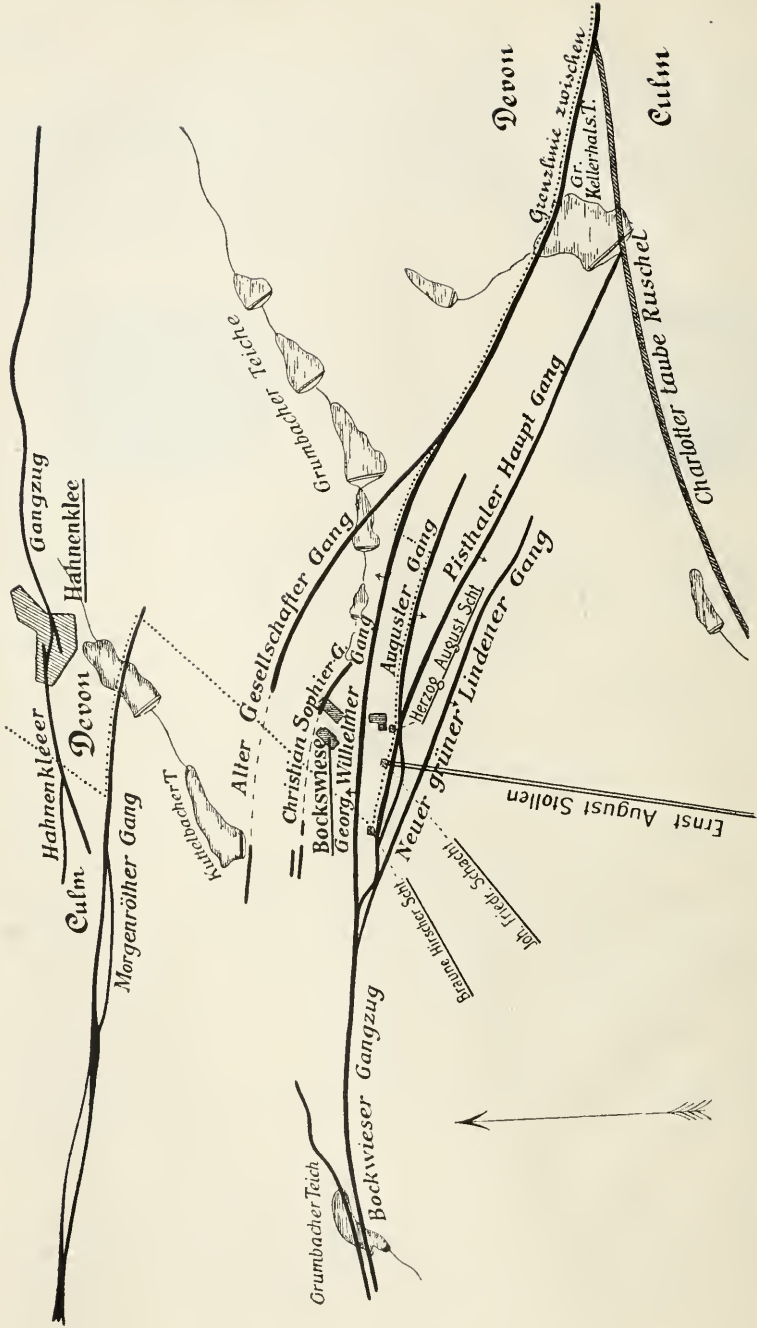 Hahnenkleeer
Gangzug
Hahnenklee
Devon
Culm
Morgenröther Gang
Kuttelbacher T
Grumbacher Teiche
Alter Gesellschafter Gang
Christian Sophier G.
Bockswiese
Georg Wilhelmer Gang
Augusler Gang
Pisthaler Haupt Gang
Herzog August Scht
Neuer grüner Lindener Gang
Ernst August Stollen
Joh. Friedr. Schacht
Braune Hirscher Scht.
Grumbacher Teich
Bockwieser Gangzug
Devon
Grenzlinie zwischen
Culm
Gr.
Kellerhals.T.
Charlotter taube Ruschel